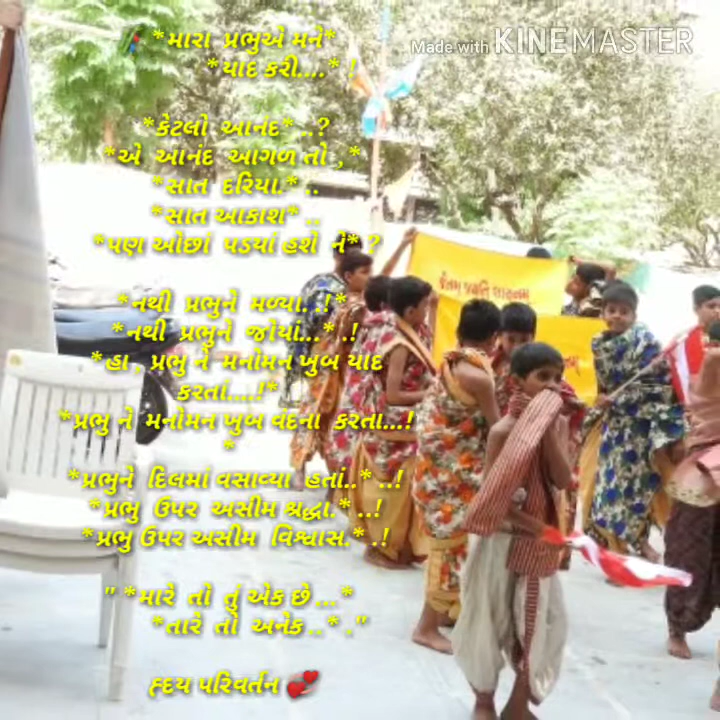 Made with KINEMASTER
*મારા પ્રભુએ મને*
*યાદ કરી....* !
*કેટલો આનંદ* ..?
*એ આનંદ આગળ તો ,*
*સાત દરિયા.* ..
*સાત આકાશ* ..
*પણ ઓછાં પડયાં હશે ને* ?
*નથી પ્રભુને મળ્યા. .!*
*નથી પ્રભુને જોયાં...* .!
*હા , પ્રભુ ને મનોમન ખુબ યાદ
કરતાં....!*
*પ્રભુ ને મનોમન ખુબ વંદના કરતા...!
*
*પ્રભુને દિલમાં વસાવ્યા હતાં..* ..!
*પ્રભુ ઉપર અસીમ શ્રદ્ધા.* ..!
*પ્રભુ ઉપર અસીમ વિશ્વાસ.* .!
" *મારે તો તું એક છે ... *
*તારે તો અનેક ..* ."
હ્દય પરિવર્તન